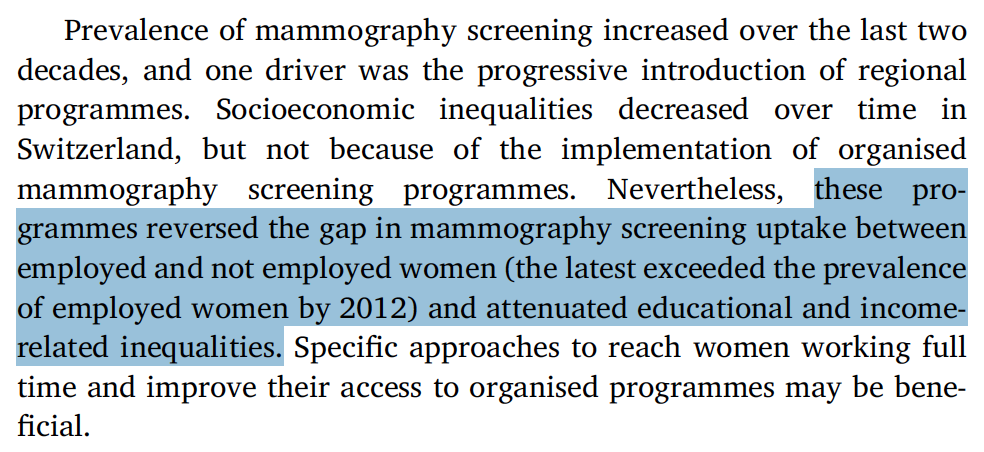 Prevalence of mammography screening increased over the last two
decades, and one driver was the progressive introduction of regional
programmes. Socioeconomic inequalities decreased over time in
Switzerland, but not because of the implementation of organised
mammography screening programmes. Nevertheless, these pro-
grammes reversed the gap in mammography screening uptake between
employed and not employed women (the latest exceeded the prevalence
of employed women by 2012) and attenuated educational and income-
related inequalities. Specific approaches to reach women working full
time and improve their access to organised programmes may be bene-
ficial.